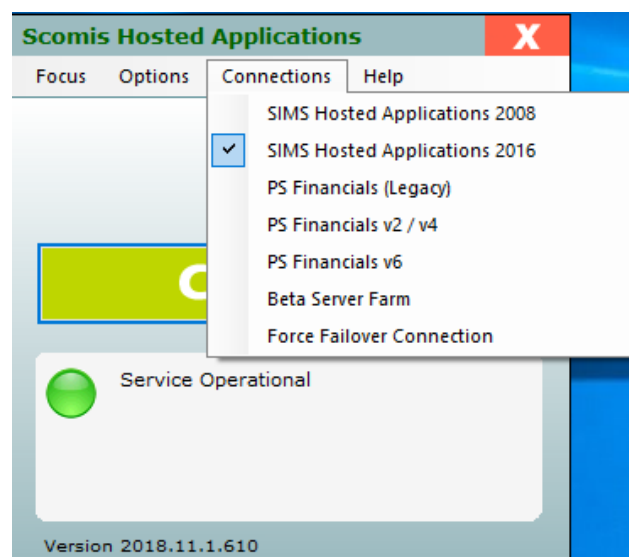 Scomis Hosted Applications X
Focus Options Connections Help
SIMS Hosted Applications 2008
SIMS Hosted Applications 2016
PS Financials (Legacy)
PS Financials v2 / v4
PS Financials v6
Beta Server Farm
Force Failover Connection
Service Operational
Version 2018.11.1.610